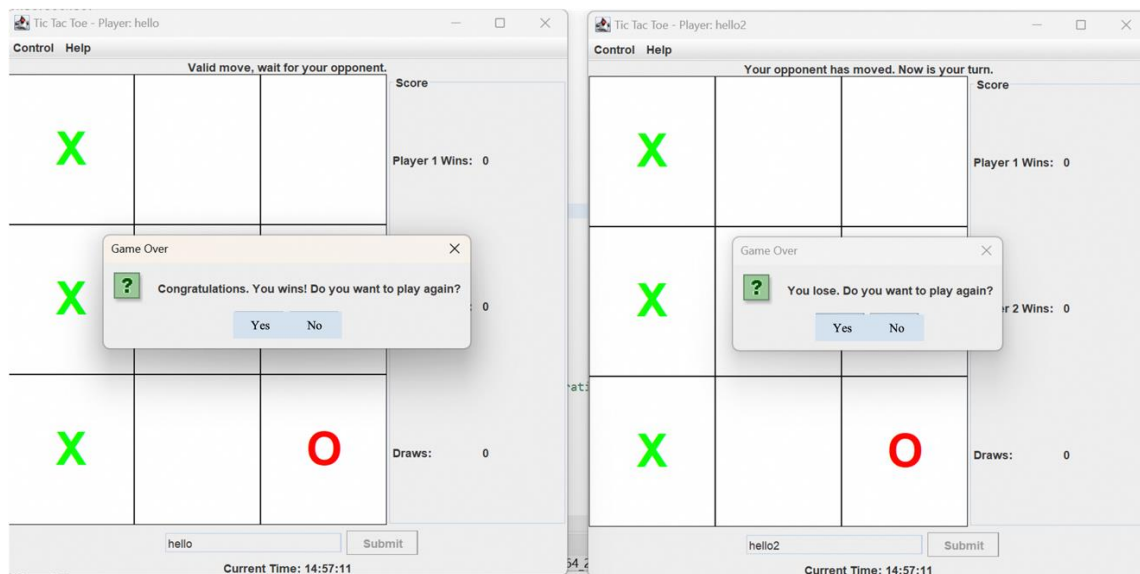 Tic Tac Toe - Player: hello
Control Help
Valid move, wait for your opponent.
Score
X
Player 1 Wins: 0
Game Over
X
?
Congratulations. You wins! Do you want to play again?
: 0
Yes No
X
O
Draws: 0
hello
Submit
Current Time: 14:57:11
Tic Tac Toe - Player: hello2
Control Help
Your opponent has moved. Now is your turn.
Score
X
Player 1 Wins: 0
Game Over
X
?
You lose. Do you want to play again?
r 2 Wins: 0
Yes No
X
O
Draws: 0
hello2
Submit
Current Time: 14:57:11